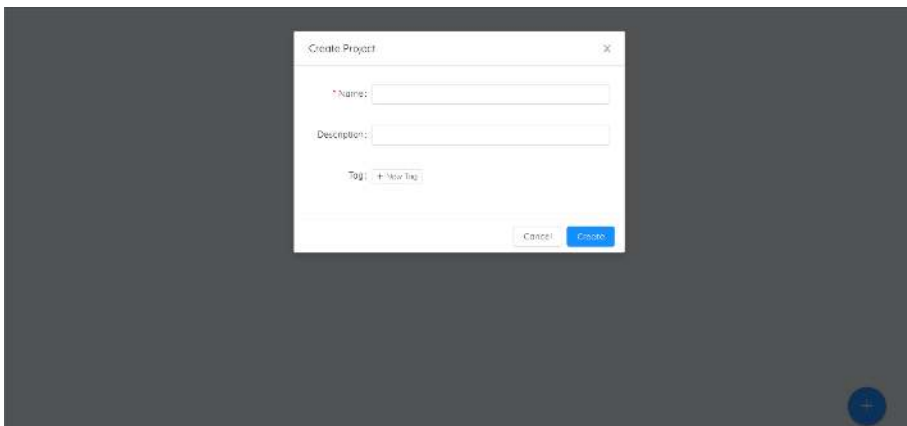 Create Project
* Name:
Description:
Tag: + New Tag
Cancel Create